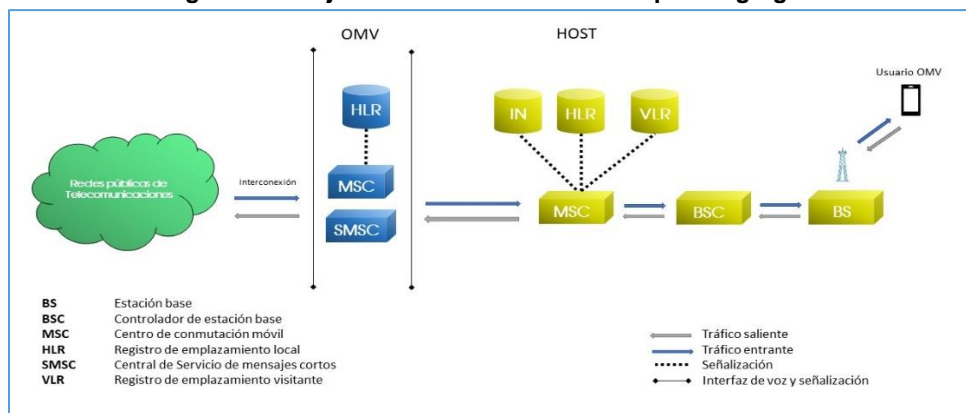 OMV
HOST
Usuario OMV
HLR
IN
HLR
VLR
Redes públicas de
Telecomunicaciones
Interconexión
MSC
SMSC
MSC
BSC
BS
BS Estación base
BSC Controlador de estación base
MSC Centro de conmutación móvil
HLR Registro de emplazamiento local
SMSC Central de Servicio de mensajes cortos
VLR Registro de emplazamiento visitante
Tráfico saliente
Tráfico entrante
Señalización
Interfaz de voz y señalización